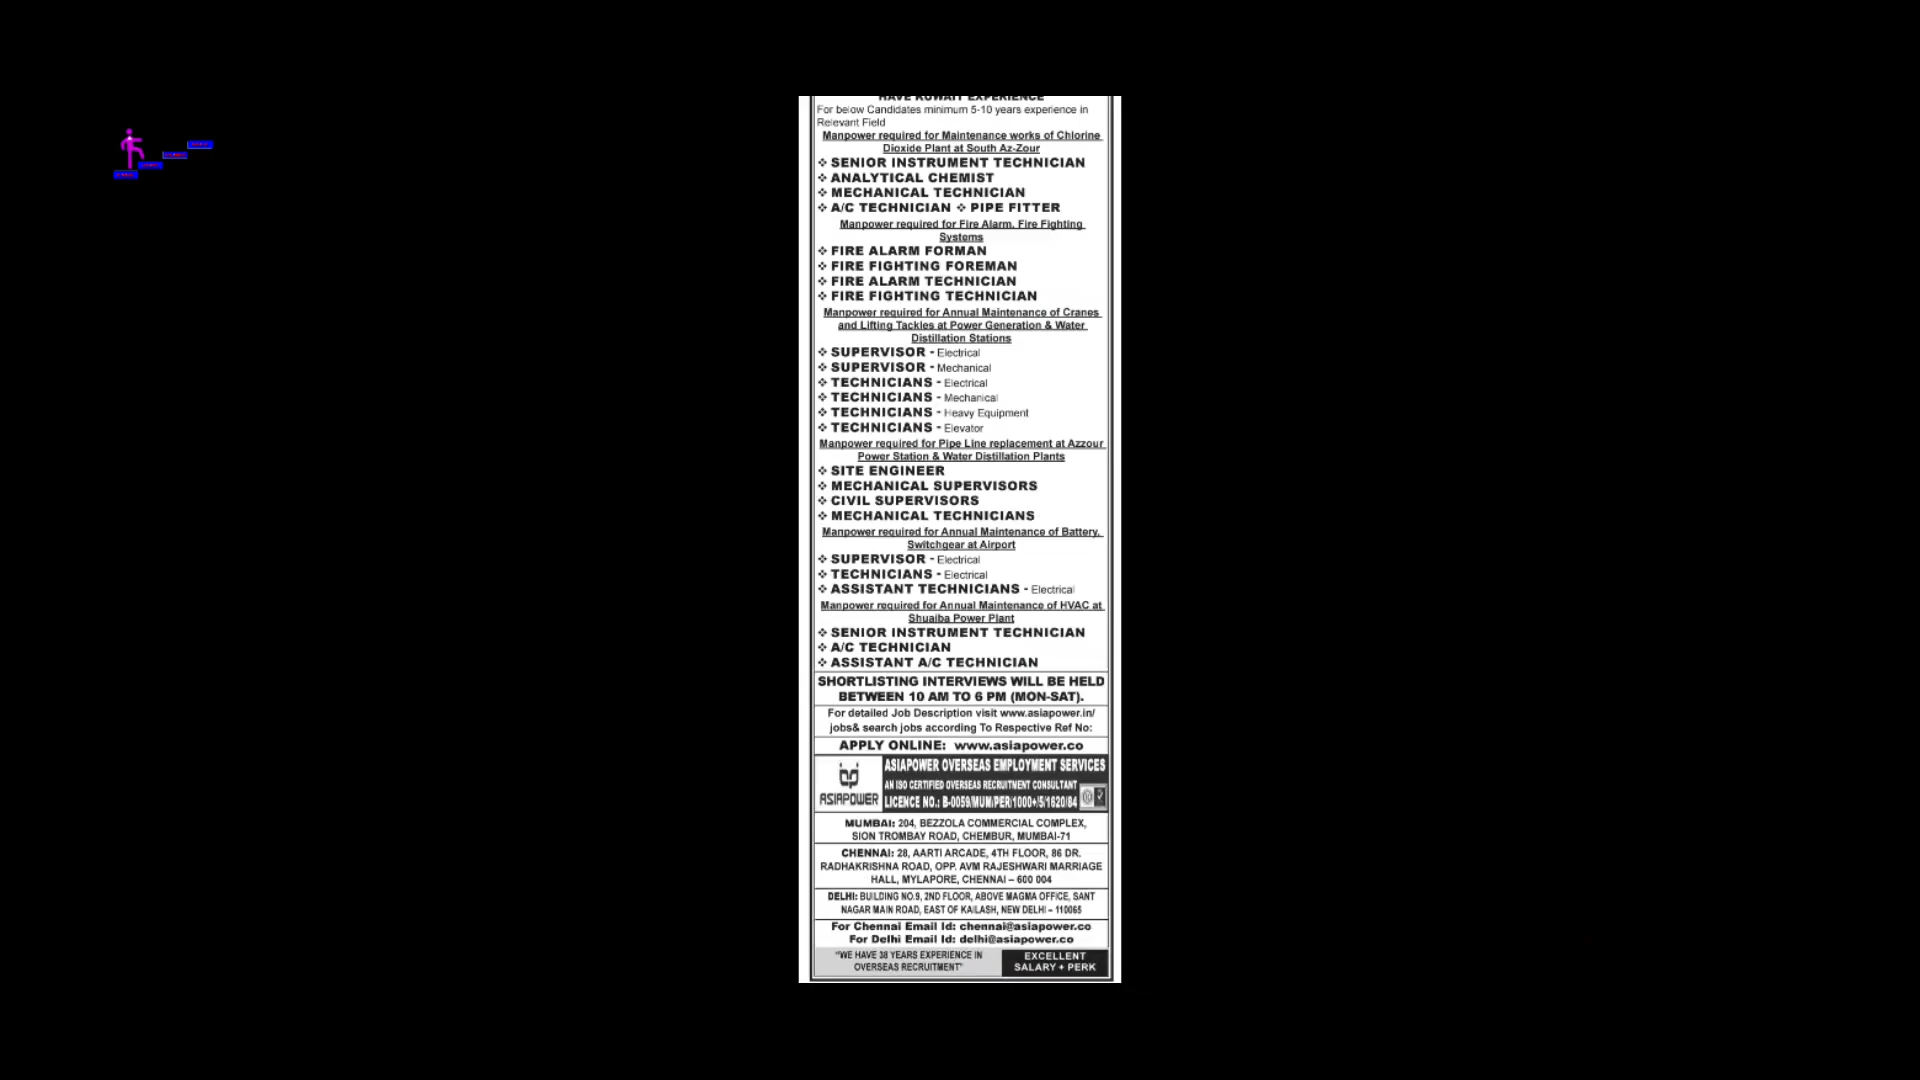 HAVE KUWAIT EXPERIENCE
For below Candidates minimum 5-10 years experience in
Relevant Field
Manpower required for Maintenance works of Chlorine
Dioxide Plant at South Az-Zour
❖ SENIOR INSTRUMENT TECHNICIAN
❖ ANALYTICAL CHEMIST
❖ MECHANICAL TECHNICIAN
❖ A/C TECHNICIAN ❖ PIPE FITTER
Manpower required for Fire Alarm, Fire Fighting
Systems
❖ FIRE ALARM FORMAN
❖ FIRE FIGHTING FOREMAN
❖ FIRE ALARM TECHNICIAN
❖ FIRE FIGHTING TECHNICIAN
Manpower required for Annual Maintenance of Cranes
and Lifting Tackles at Power Generation & Water
Distillation Stations
❖ SUPERVISOR - Electrical
❖ SUPERVISOR - Mechanical
❖ TECHNICIANS - Electrical
❖ TECHNICIANS - Mechanical
❖ TECHNICIANS - Heavy Equipment
❖ TECHNICIANS - Elevator
Manpower required for Pipe Line replacement at Azzour
Power Station & Water Distillation Plants
❖ SITE ENGINEER
❖ MECHANICAL SUPERVISORS
❖ CIVIL SUPERVISORS
❖ MECHANICAL TECHNICIANS
Manpower required for Annual Maintenance of Battery,
Switchgear at Airport
❖ SUPERVISOR - Electrical
❖ TECHNICIANS - Electrical
❖ ASSISTANT TECHNICIANS - Electrical
Manpower required for Annual Maintenance of HVAC at
Shuaiba Power Plant
❖ SENIOR INSTRUMENT TECHNICIAN
❖ A/C TECHNICIAN
❖ ASSISTANT A/C TECHNICIAN
SHORTLISTING INTERVIEWS WILL BE HELD
BETWEEN 10 AM TO 6 PM (MON-SAT).
For detailed Job Description visit www.asiapower.in/
jobs& search jobs according To Respective Ref No:
APPLY ONLINE: www.asiapower.co
ASIAPOWER OVERSEAS EMPLOYMENT SERVICES
AN ISO CERTIFIED OVERSEAS RECRUITMENT CONSULTANT
ASIAPOWER LICENCE NO.: B-0059/MUM/PER/1000+/5/1620/84
MUMBAI: 204, BEZZOLA COMMERCIAL COMPLEX,
SION TROMBAY ROAD, CHEMBUR, MUMBAI-71
CHENNAI: 28, AARTI ARCADE, 4TH FLOOR, 86 DR.
RADHAKRISHNA ROAD, OPP. AVM RAJESHWARI MARRIAGE
HALL, MYLAPORE, CHENNAI – 600 004
DELHI: BUILDING NO.9, 2ND FLOOR, ABOVE MAGMA OFFICE, SANT
NAGAR MAIN ROAD, EAST OF KAILASH, NEW DELHI – 110065
For Chennai Email Id: chennai@asiapower.co
For Delhi Email Id: delhi@asiapower.co
"WE HAVE 38 YEARS EXPERIENCE IN
OVERSEAS RECRUITMENT"
EXCELLENT
SALARY + PERK